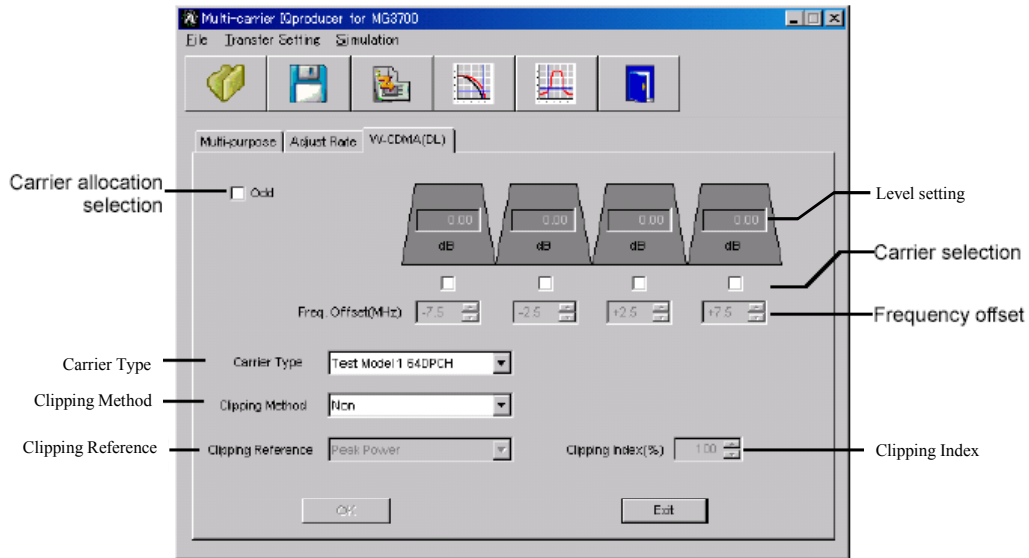 Multi-carrier IQproducer for MG3700
File Transfer Setting Simulation
Multi-purpose Adjust Rate W-CDMA(DL)
Carrier allocation
selection
Odd
0.00 0.00 0.00 0.00
dB dB dB dB
Level setting
Carrier selection
Freq. Offset(MHz) -7.5 -2.5 +2.5 +7.5
Frequency offset
Carrier Type
Carrier Type Test Model 1 64DPCH
Clipping Method
Clipping Method Non
Clipping Reference
Clipping Reference Peak Power
Clipping Index(%) 100
Clipping Index
OK
Exit